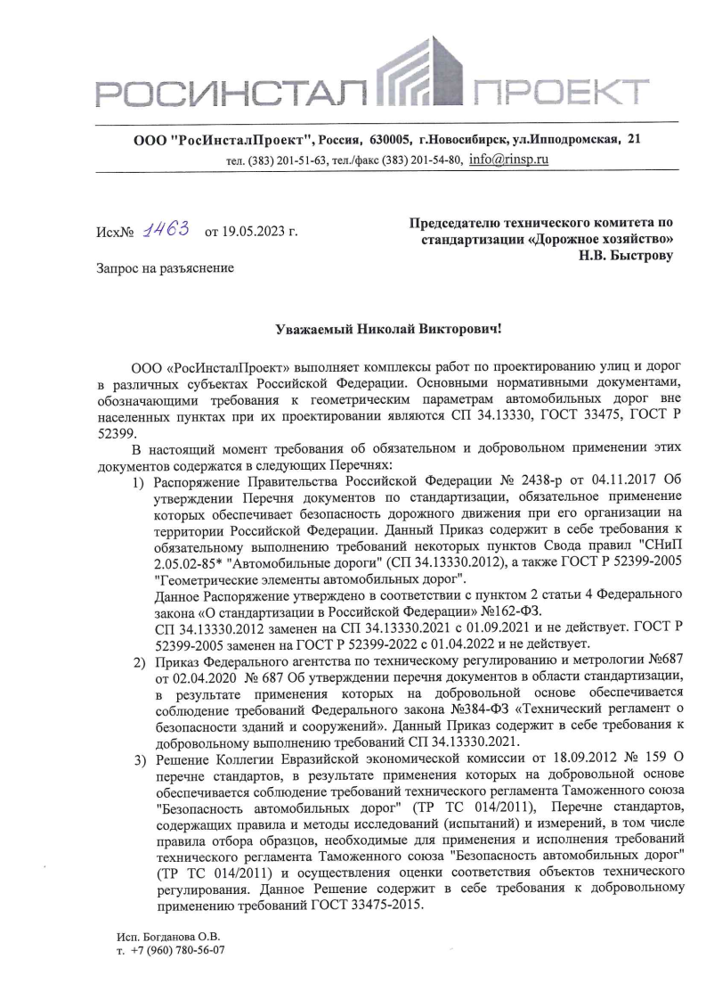 РОСИНСТАЛ ПРОЕКТ
ООО "РосИнсталПроект", Россия, 630005, г.Новосибирск, ул.Ипподромская, 21
тел. (383) 201-51-63, тел./факс (383) 201-54-80, info@rinsp.ru
Исх№ 1463 от 19.05.2023 г.
Председателю технического комитета по
стандартизации «Дорожное хозяйство»
Н.В. Быстрову
Запрос на разъяснение
Уважаемый Николай Викторович!
ООО «РосИнсталПроект» выполняет комплексы работ по проектированию улиц и дорог
в различных субъектах Российской Федерации. Основными нормативными документами,
обозначающими требования к геометрическим параметрам автомобильных дорог вне
населенных пунктах при их проектировании являются СП 34.13330, ГОСТ 33475, ГОСТ Р
52399.
В настоящий момент требования об обязательном и добровольном применении этих
документов содержатся в следующих Перечнях:
1) Распоряжение Правительства Российской Федерации № 2438-р от 04.11.2017 Об
утверждении Перечня документов по стандартизации, обязательное применение
которых обеспечивает безопасность дорожного движения при его организации на
территории Российской Федерации. Данный Приказ содержит в себе требования к
обязательному выполнению требований некоторых пунктов Свода правил "СНиП
2.05.02-85* "Автомобильные дороги" (СП 34.13330.2012), а также ГОСТ Р 52399-2005
"Геометрические элементы автомобильных дорог".
Данное Распоряжение утверждено в соответствии с пунктом 2 статьи 4 Федерального
закона «О стандартизации в Российской Федерации» №162-ФЗ.
СП 34.13330.2012 заменен на СП 34.13330.2021 с 01.09.2021 и не действует. ГОСТ Р
52399-2005 заменен на ГОСТ Р 52399-2022 с 01.04.2022 и не действует.
2) Приказ Федерального агентства по техническому регулированию и метрологии №687
от 02.04.2020 № 687 Об утверждении перечня документов в области стандартизации,
в результате применения которых на добровольной основе обеспечивается
соблюдение требований Федерального закона №384-ФЗ «Технический регламент о
безопасности зданий и сооружений». Данный Приказ содержит в себе требования к
добровольному выполнению требований СП 34.13330.2021.
3) Решение Коллегии Евразийской экономической комиссии от 18.09.2012 № 159 О
перечне стандартов, в результате применения которых на добровольной основе
обеспечивается соблюдение требований технического регламента Таможенного союза
"Безопасность автомобильных дорог" (ТР ТС 014/2011), Перечне стандартов,
содержащих правила и методы исследований (испытаний) и измерений, в том числе
правила отбора образцов, необходимые для применения и исполнения требований
технического регламента Таможенного союза "Безопасность автомобильных дорог"
(ТР ТС 014/2011) и осуществления оценки соответствия объектов технического
регулирования. Данное Решение содержит в себе требования к добровольному
применению требований ГОСТ 33475-2015.
Исп. Богданова О.В.
т. +7 (960) 780-56-07